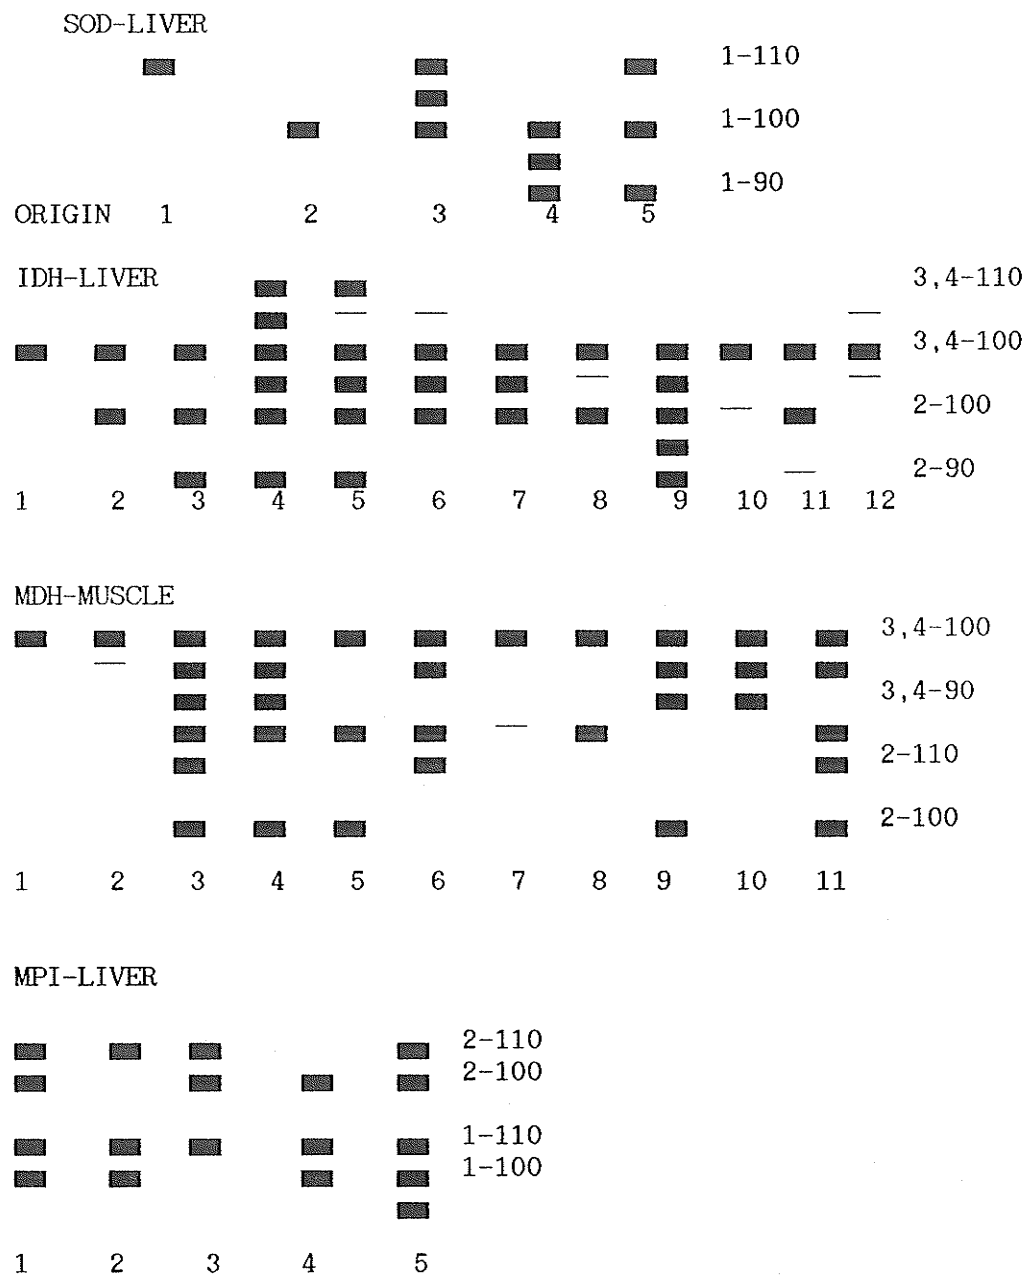 SOD-LIVER
1-110
1-100
1-90
ORIGIN 1 2 3 4 5
IDH-LIVER
3,4-110
3,4-100
2-100
2-90
1 2 3 4 5 6 7 8 9 10 11 12
MDH-MUSCLE
3,4-100
3,4-90
2-110
2-100
1 2 3 4 5 6 7 8 9 10 11
MPI-LIVER
2-110
2-100
1-110
1-100
1 2 3 4 5